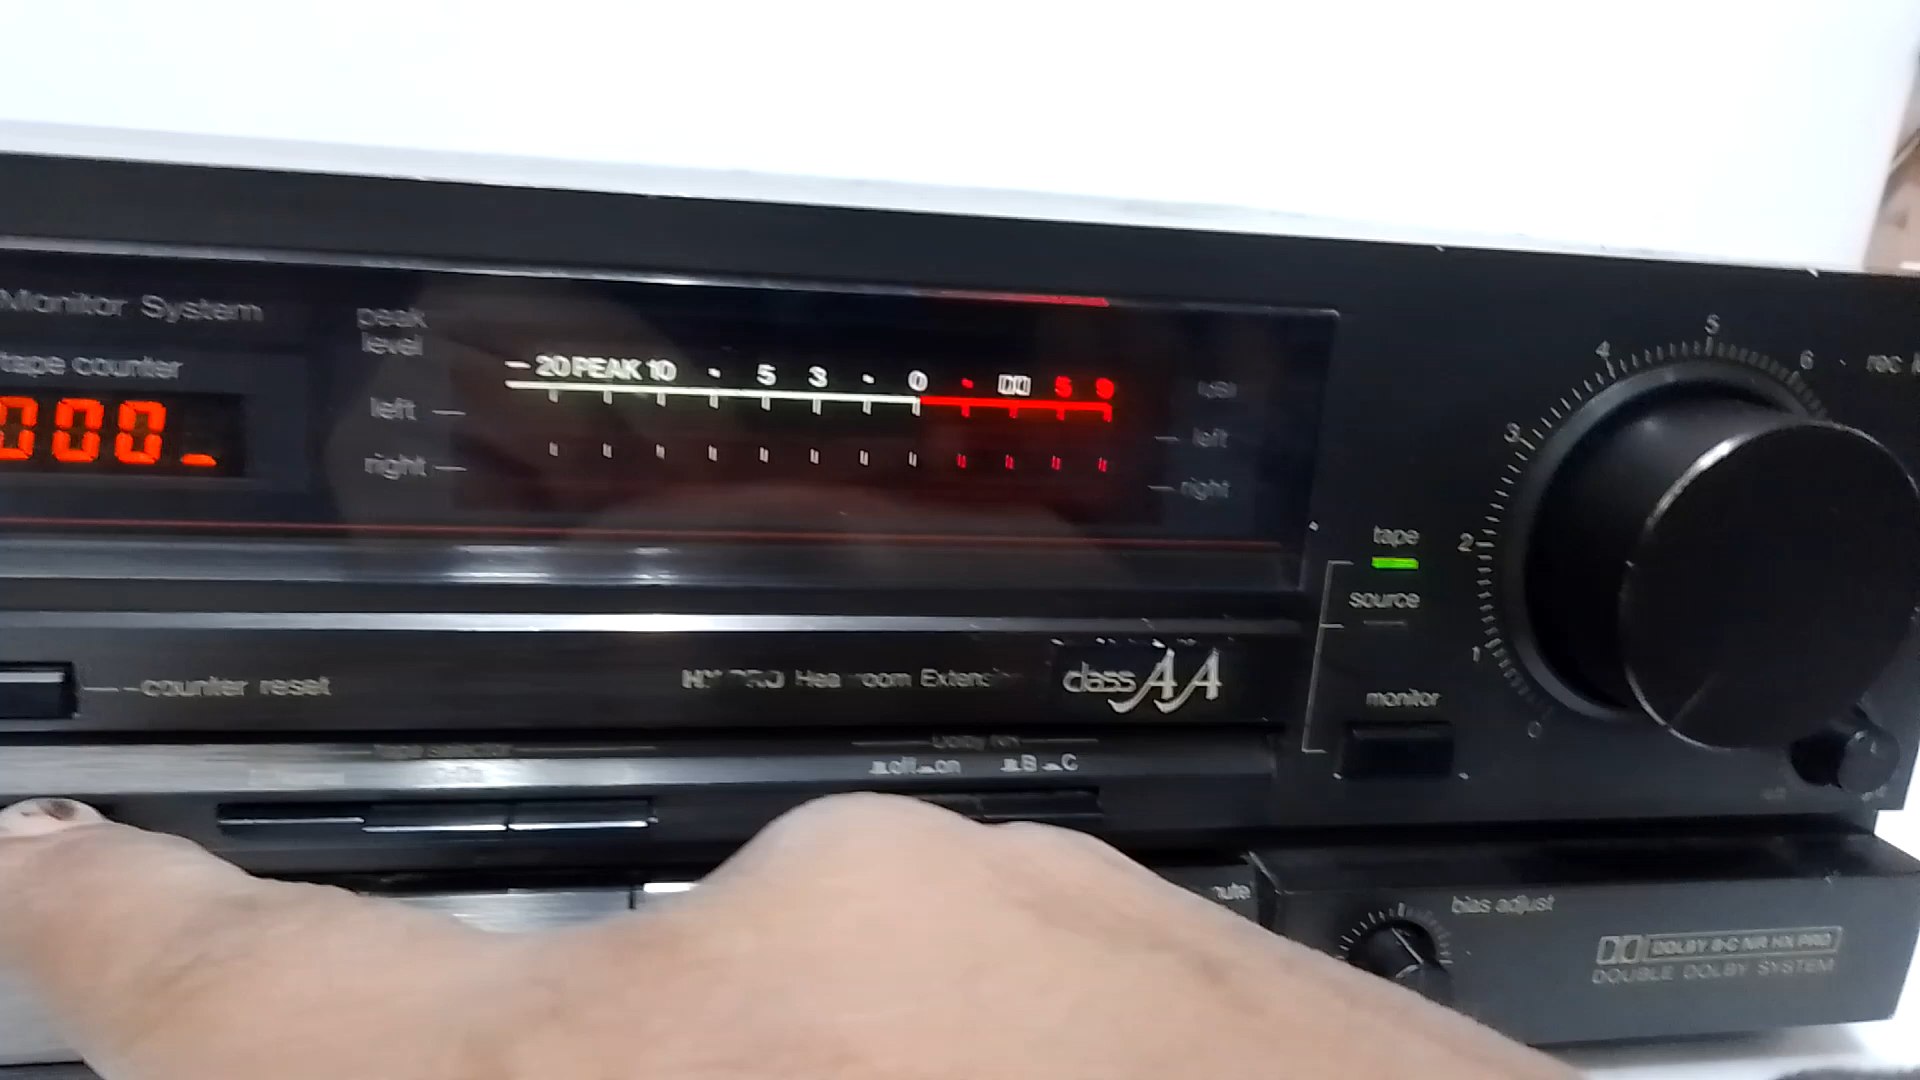 Monitor System
tape counter
000
peak
level
-20 PEAK 10 - 5 3 - 0 - 5 9
left
right
left
right
5
4
6
rec
3
2
1
0
tape
source
monitor
counter reset
class AA
off on
B C
bias adjust
DOLBY B-C NR HX PRO
DOUBLE DOLBY SYSTEM